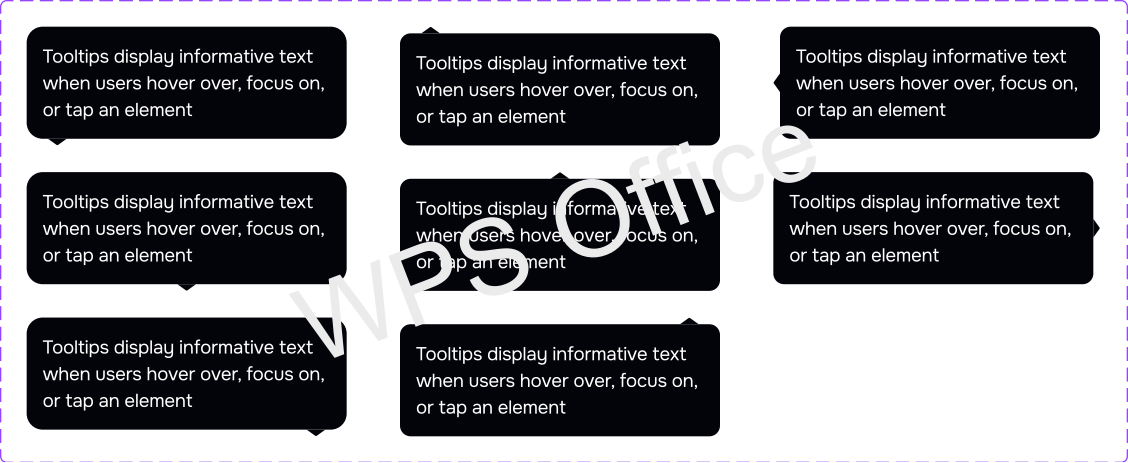 Tooltips display informative text
when users hover over, focus on,
or tap an element
Tooltips display informative text
when users hover over, focus on,
or tap an element
Tooltips display informative text
when users hover over, focus on,
or tap an element
Tooltips display informative text
when users hover over, focus on,
or tap an element
Tooltips display informative text
when users hover over, focus on,
or tap an element
Tooltips display informative text
when users hover over, focus on,
or tap an element
Tooltips display informative text
when users hover over, focus on,
or tap an element
Tooltips display informative text
when users hover over, focus on,
or tap an element
WPS Office